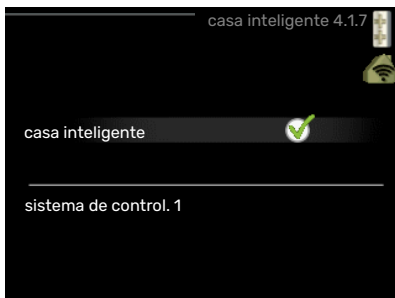 casa inteligente 4.1.7
casa inteligente
sistema de control. 1